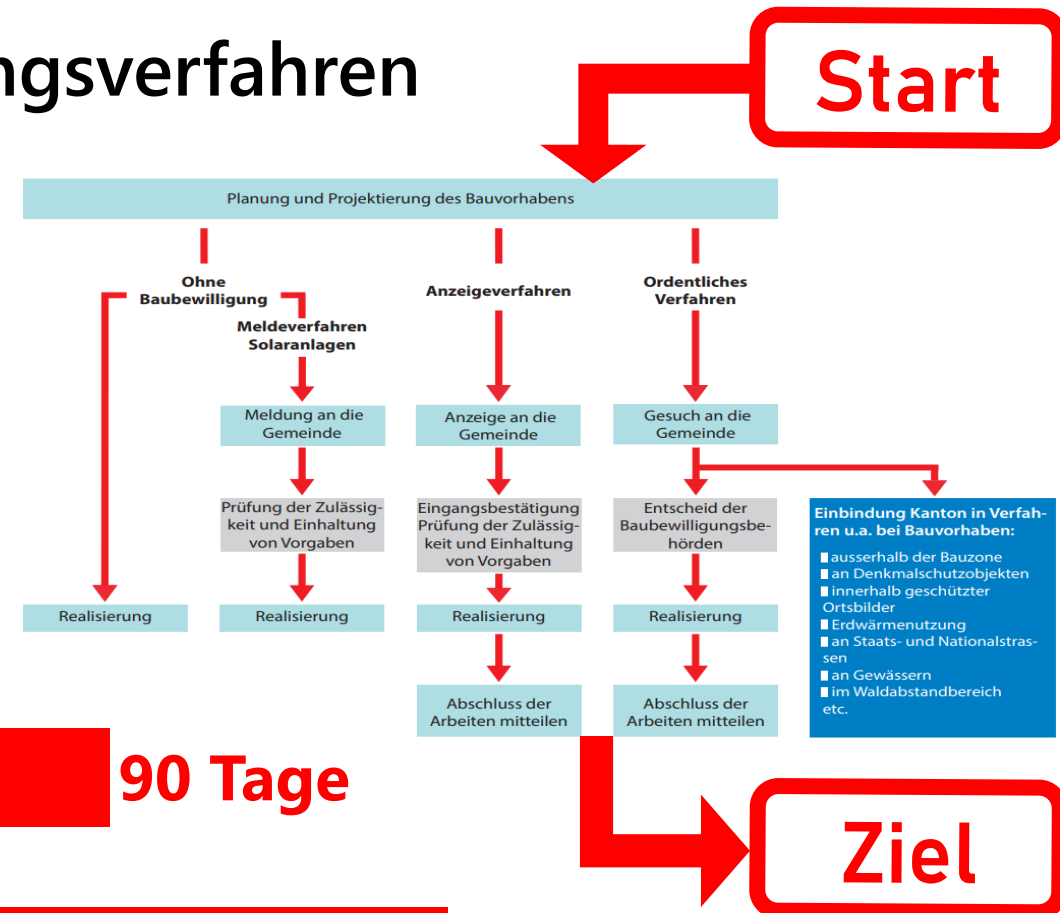 ngsverfahren
Start
Planung und Projektierung des Bauvorhabens
Ohne
Baubewilligung
Meldeverfahren
Solaranlagen
Anzeigeverfahren
Ordentliches
Verfahren
Meldung an die
Gemeinde
Anzeige an die
Gemeinde
Gesuch an die
Gemeinde
Prüfung der Zulässig-
keit und Einhaltung
von Vorgaben
Eingangsbestätigung
Prüfung der Zulässig-
keit und Einhaltung
von Vorgaben
Entscheid der
Baubewilligungsbe-
hörden
Einbindung Kanton in Verfah-
ren u.a. bei Bauvorhaben:
ausserhalb der Bauzone
an Denkmalschutzobjekten
innerhalb geschützter
Ortsbilder
Erdwärmenutzung
an Staats- und Nationalstras-
sen
an Gewässern
im Waldabstandbereich
etc.
Realisierung
Realisierung
Realisierung
Realisierung
Abschluss der
Arbeiten mitteilen
Abschluss der
Arbeiten mitteilen
90 Tage
Ziel